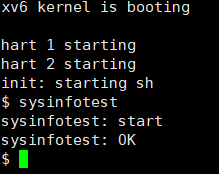 xv6 kernel is booting
hart 1 starting
hart 2 starting
init: starting sh
$ sysinfotest
sysinfotest: start
sysinfotest: OK
$